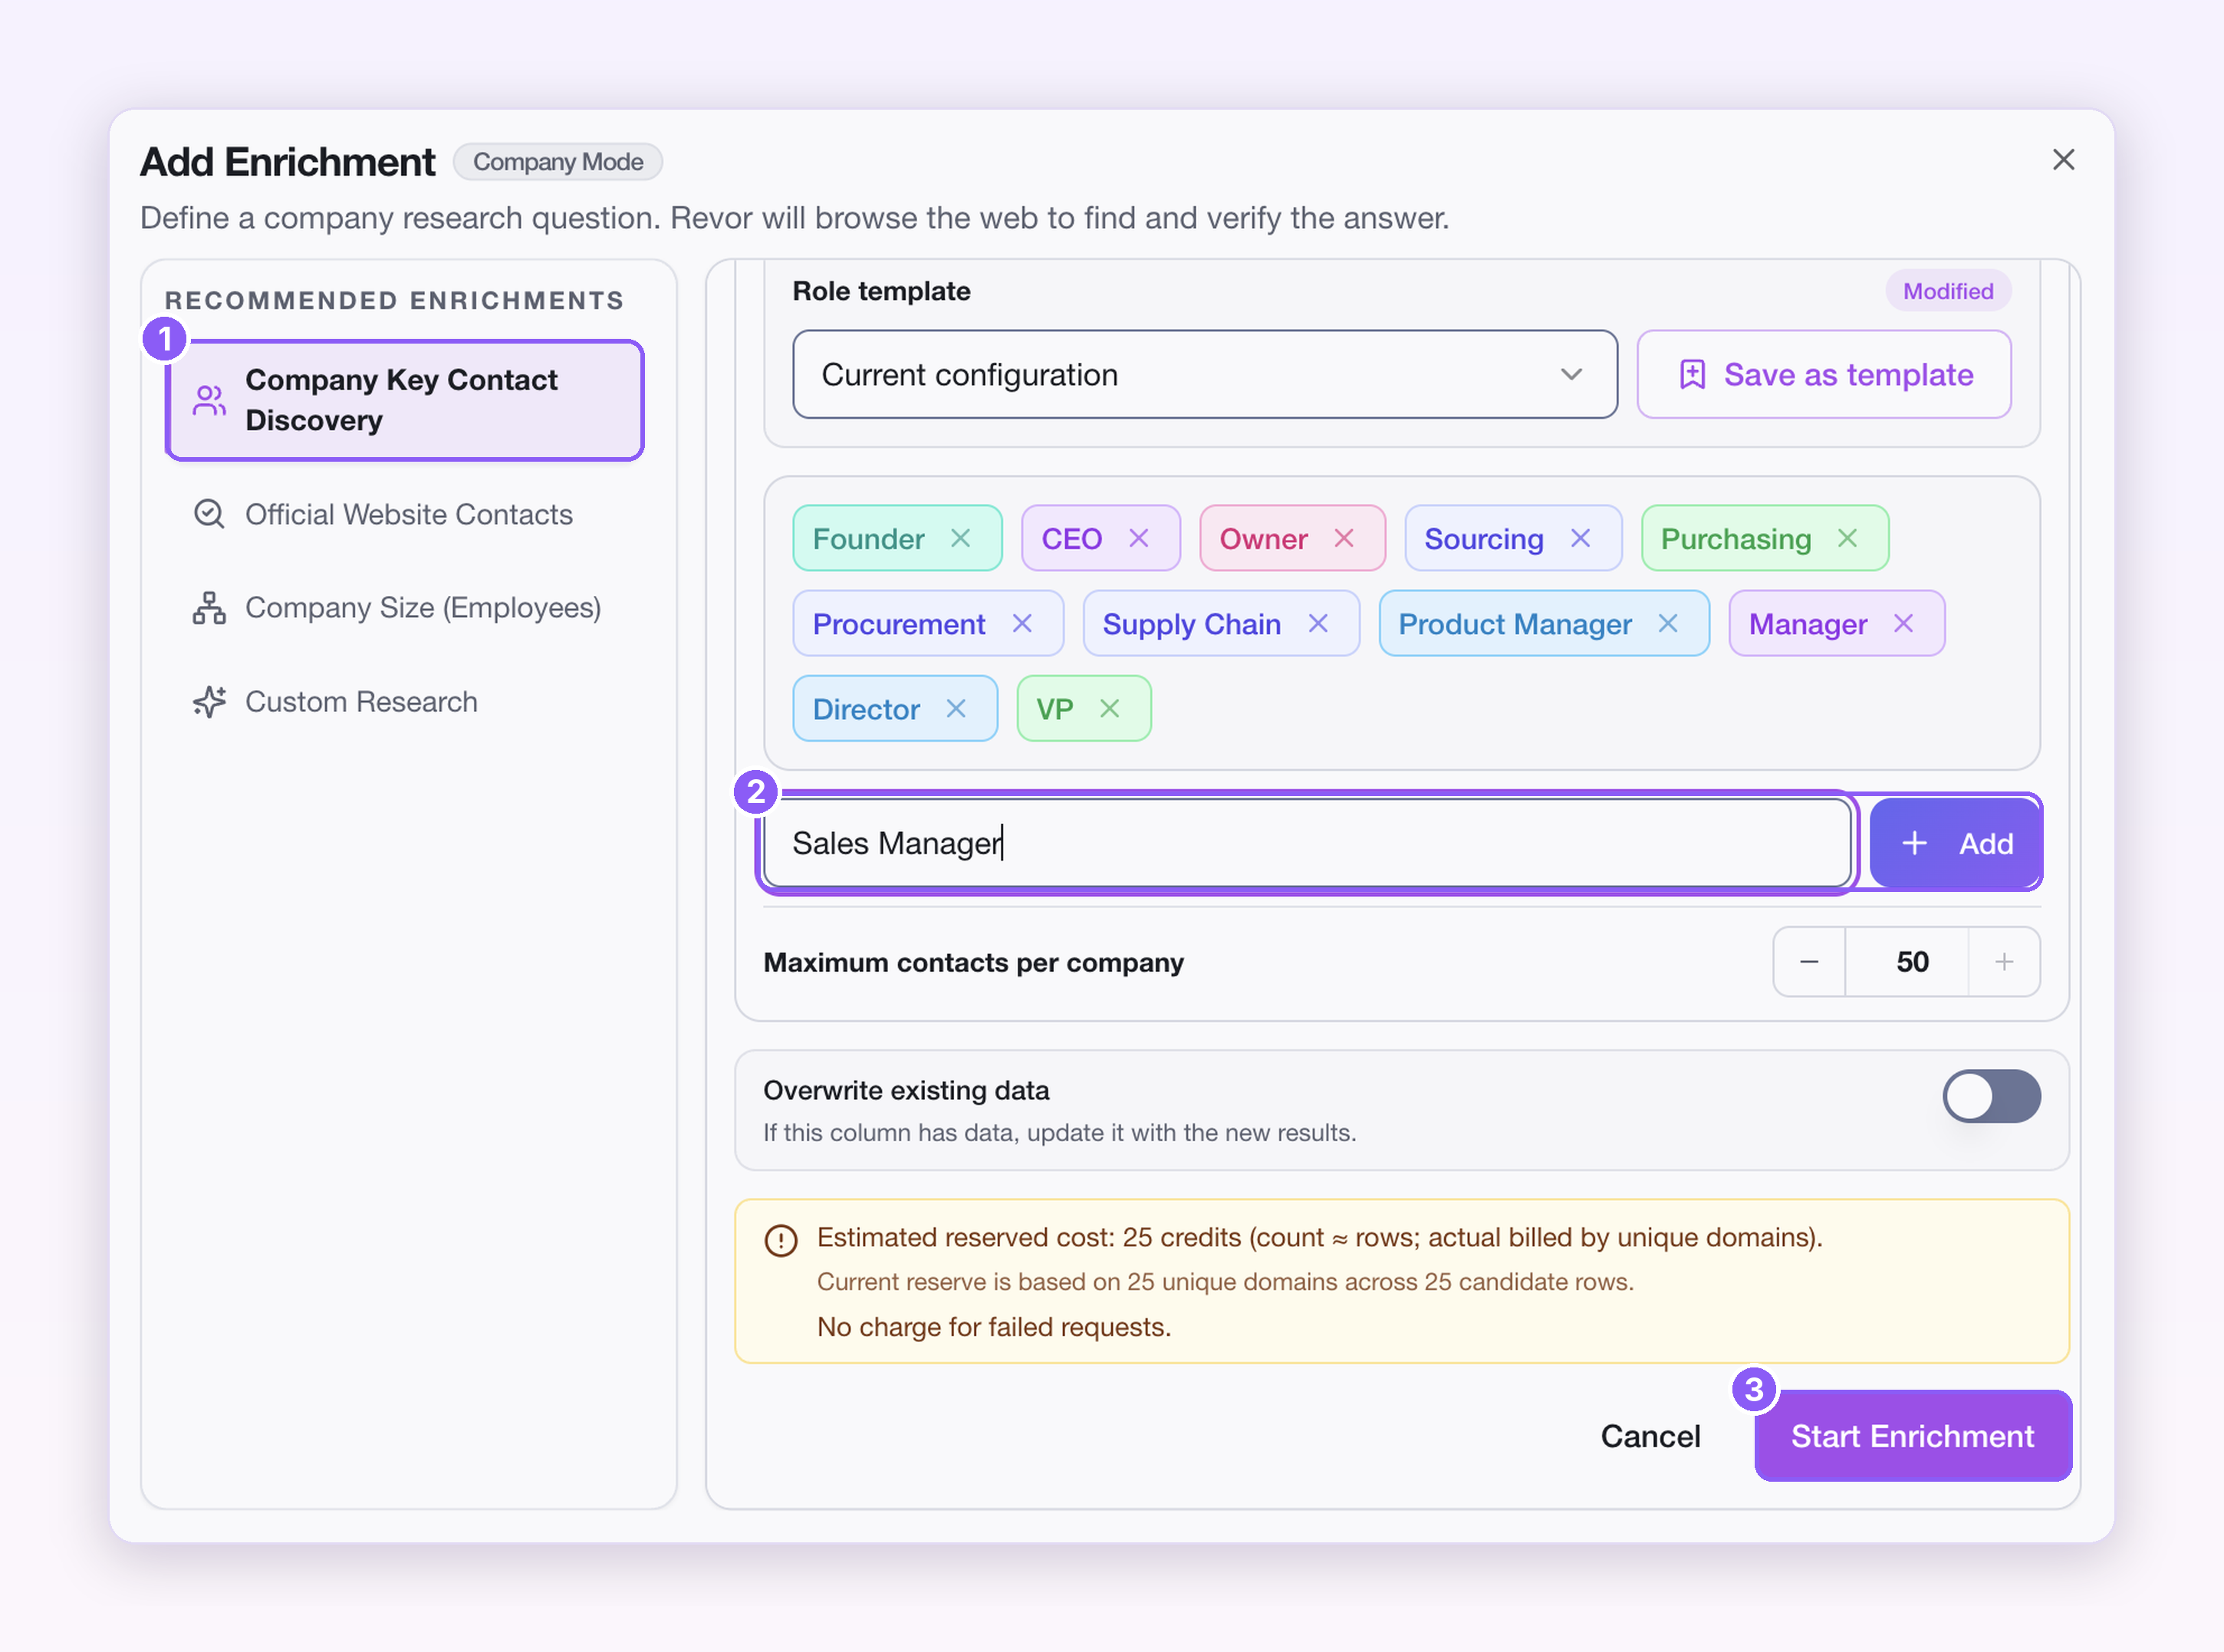 Add Enrichment Company Mode
Define a company research question. Revor will browse the web to find and verify the answer.
RECOMMENDED ENRICHMENTS
1
Company Key Contact
Discovery
Official Website Contacts
Company Size (Employees)
Custom Research
Role template Modified
Current configuration Save as template
Founder CEO Owner Sourcing Purchasing
Procurement Supply Chain Product Manager Manager
Director VP
2
Sales Manager + Add
Maximum contacts per company − 50 +
Overwrite existing data
If this column has data, update it with the new results.
Estimated reserved cost: 25 credits (count ≈ rows; actual billed by unique domains).
Current reserve is based on 25 unique domains across 25 candidate rows.
No charge for failed requests.
3
Cancel Start Enrichment